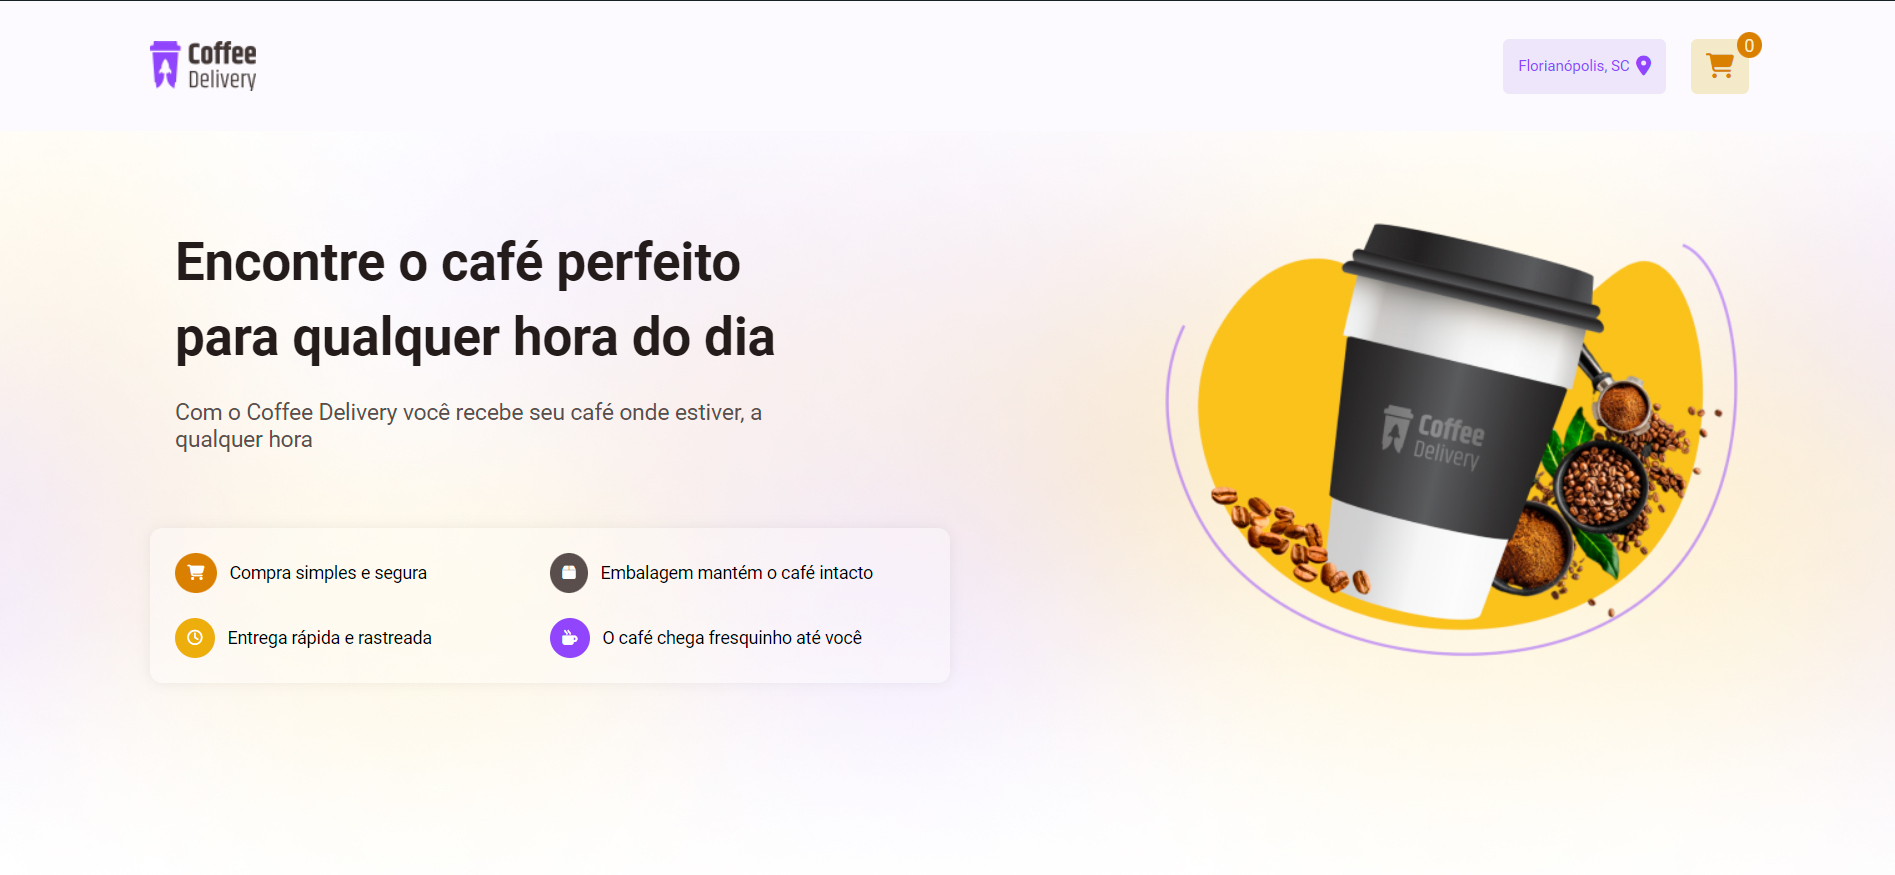 Coffee
Delivery
Florianópolis, SC
0
Encontre o café perfeito
para qualquer hora do dia
Com o Coffee Delivery você recebe seu café onde estiver, a
qualquer hora
Compra simples e segura
Embalagem mantém o café intacto
Entrega rápida e rastreada
O café chega fresquinho até você
Coffee
Delivery